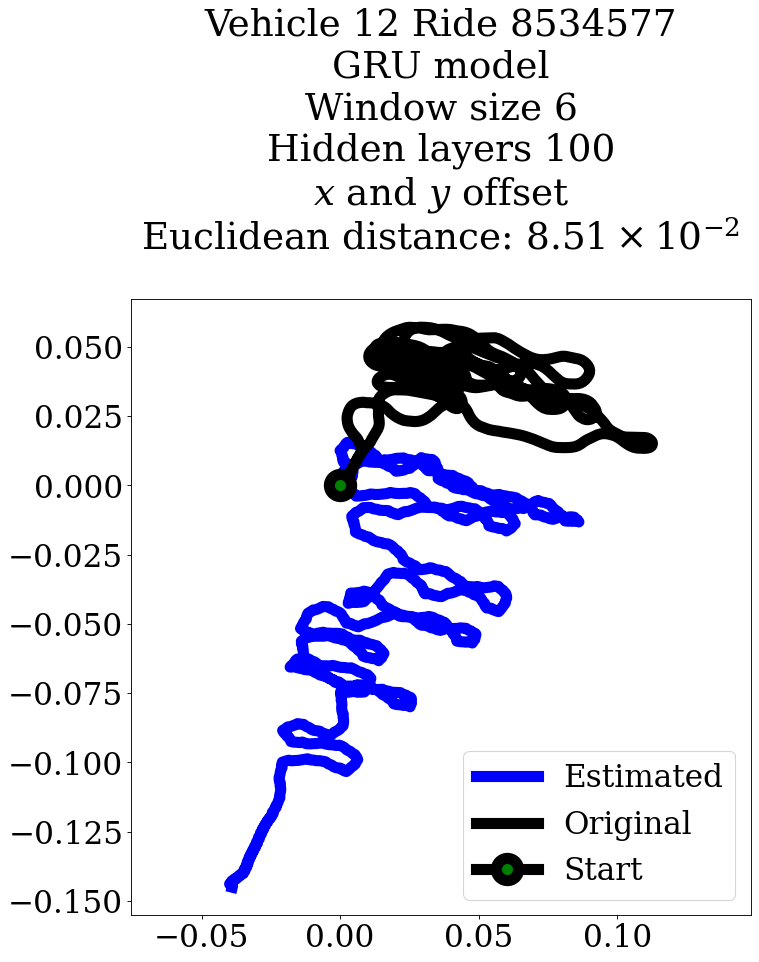 Vehicle 12 Ride 8534577
GRU model
Window size 6
Hidden layers 100
x and y offset
Euclidean distance: 8.51 × 10⁻²
0.050
0.025
0.000
−0.025
−0.050
−0.075
−0.100
−0.125
−0.150
Estimated
Original
Start
−0.05
0.00
0.05
0.10